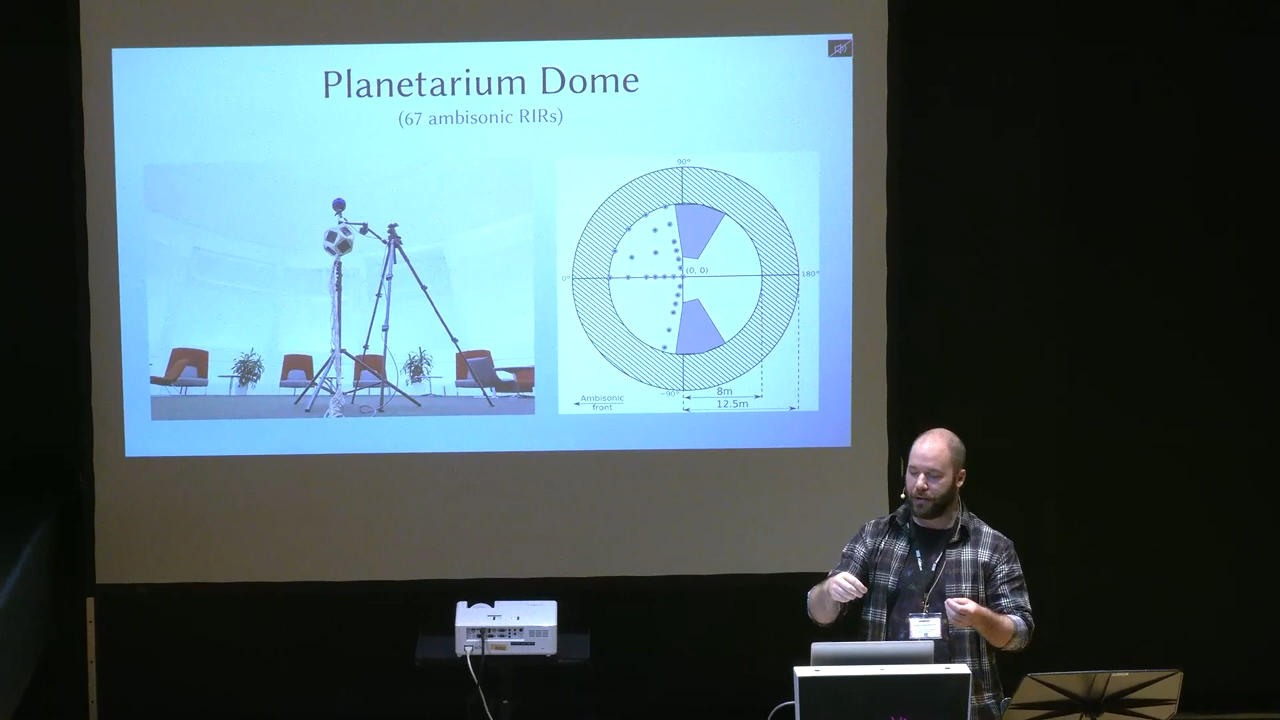 Planetarium Dome
(67 ambisonic RIRs)
90°
0°
(0, 0)
180°
-90°
8m
12.5m
Ambisonic
front